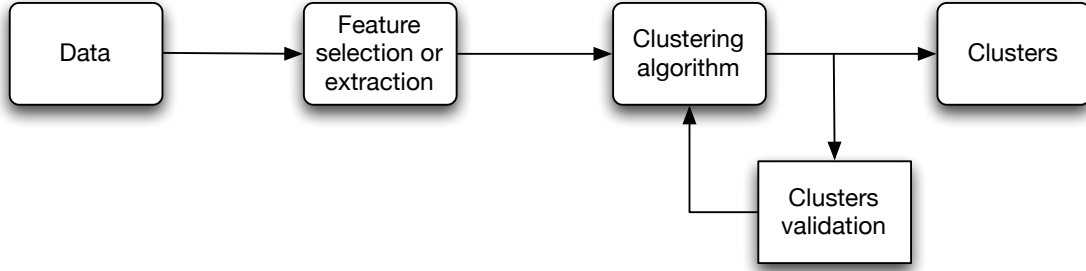 Data
Feature
selection or
extraction
Clustering
algorithm
Clusters
Clusters
validation